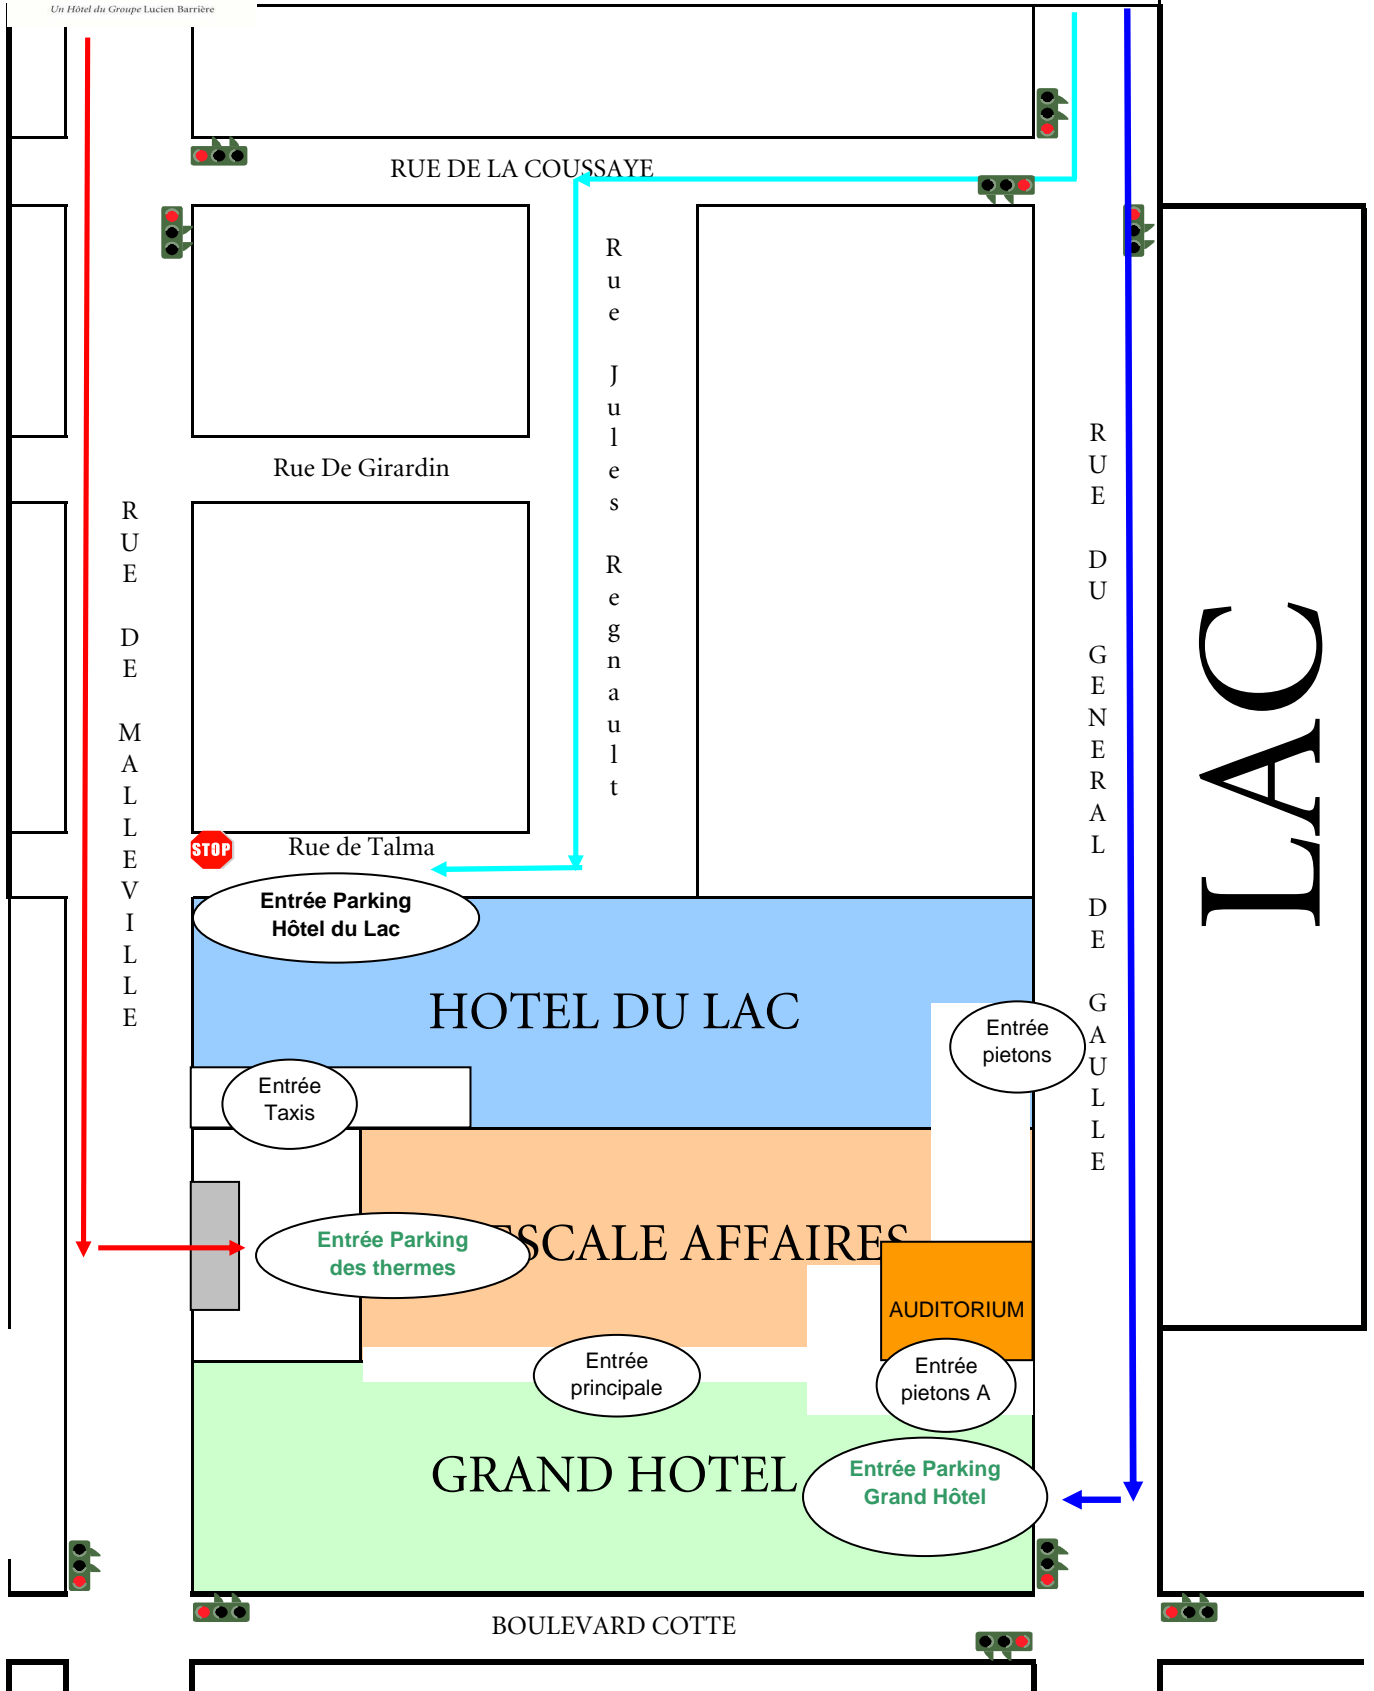 Un Hôtel du Groupe Lucien Barrière
RUE DE LA COUSSAYE
Rue Jules Regnault
Rue De Girardin
RUE DE MALLEVILLE
RUE DU GENERAL DE GAULLE
LAC
STOP
Rue de Talma
Entrée Parking
Hôtel du Lac
HOTEL DU LAC
Entrée
pietons
Entrée
Taxis
Entrée Parking
des thermes
ESCALE AFFAIRES
AUDITORIUM
Entrée
principale
Entrée
pietons A
GRAND HOTEL
Entrée Parking
Grand Hôtel
BOULEVARD COTTE